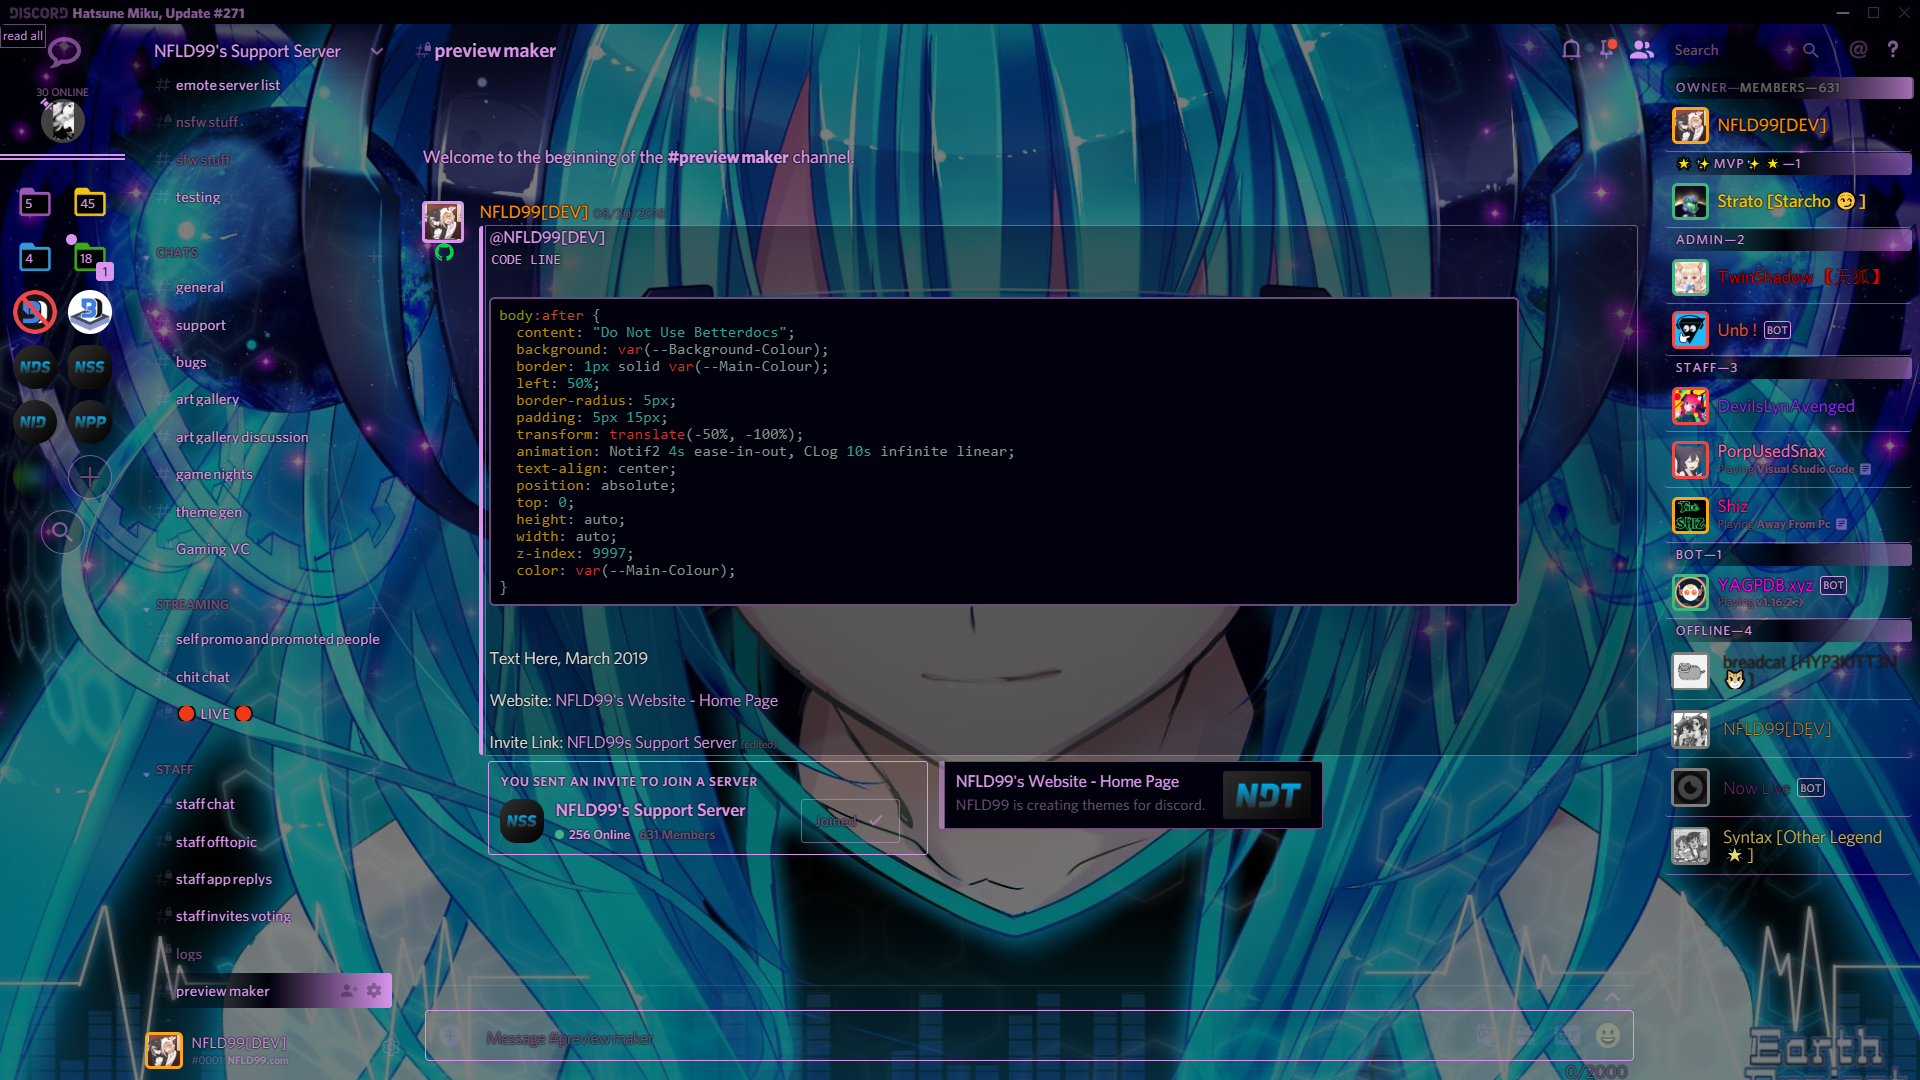 DISCORD Hatsune Miku, Update #271
read all
30 ONLINE
5
45
4
18
1
NDS
NSS
NID
NPP
NFLD99's Support Server
emote server list
nsfw stuff
sfw stuff
testing
CHATS
general
support
bugs
art gallery
art gallery discussion
game nights
theme gen
Gaming VC
STREAMING
self promo and promoted people
chit chat
🔴 LIVE 🔴
STAFF
staff chat
staff offtopic
staff app replys
staff invites voting
logs
preview maker
NFLD99[DEV]
#0001 NFLD99.com
# preview maker
Search
@ ?
Welcome to the beginning of the #preview maker channel.
NFLD99[DEV] 08/30/2018
@NFLD99[DEV]
CODE LINE
body:after {
content: "Do Not Use Betterdocs";
background: var(--Background-Colour);
border: 1px solid var(--Main-Colour);
left: 50%;
border-radius: 5px;
padding: 5px 15px;
transform: translate(-50%, -100%);
animation: Notif2 4s ease-in-out, CLog 10s infinite linear;
text-align: center;
position: absolute;
top: 0;
height: auto;
width: auto;
z-index: 9997;
color: var(--Main-Colour);
}
Text Here, March 2019
Website: NFLD99's Website - Home Page
Invite Link: NFLD99s Support Server (edited)
YOU SENT AN INVITE TO JOIN A SERVER
NSS
NFLD99's Support Server
256 Online 631 Members
Joined
NFLD99's Website - Home Page
NFLD99 is creating themes for discord.
NDT
Message #preview maker
0/2000
OWNER—MEMBERS—631
NFLD99[DEV]
🌟 ✨ MVP ✨ 🌟 —1
Strato [Starcho 😏 ]
ADMIN—2
TwinShadow 【天狐】
Unb ! BOT
STAFF—3
DevilsLynAvenged
PorpUsedSnax
Playing Visual Studio Code
The Shiz
Shiz
Playing Away From Pc
BOT—1
YAGPDB.xyz BOT
Playing v1.16.2 :)
OFFLINE—4
breadcat [HYP3KITT3N
🐱 ]
NFLD99[DEV]
Now Live BOT
Syntax [Other Legend
🌟 ]
Earth